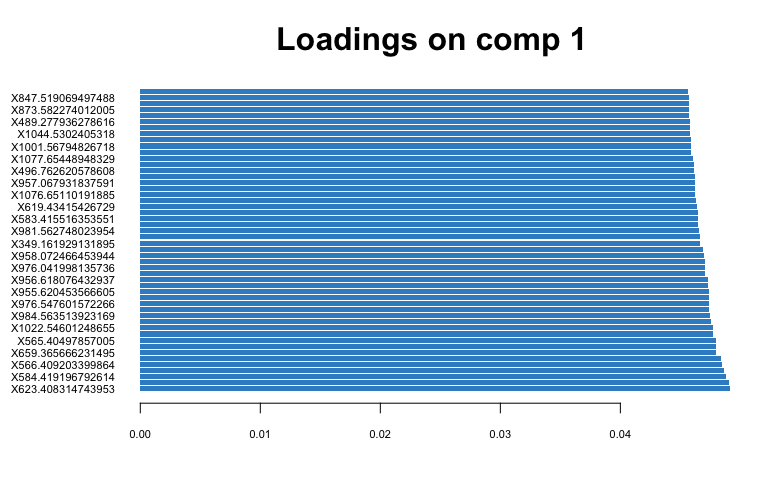 Loadings on comp 1
X847.519069497488
X873.582274012005
X489.277936278616
X1044.5302405318
X1001.56794826718
X1077.65448948329
X496.762620578608
X957.067931837591
X1076.65110191885
X619.43415426729
X583.415516353551
X981.562748023954
X349.161929131895
X958.072466453944
X976.041998135736
X956.618076432937
X955.620453566605
X976.547601572266
X984.563513923169
X1022.54601248655
X565.40497857005
X659.365666231495
X566.409203399864
X584.419196792614
X623.408314743953
0.00 0.01 0.02 0.03 0.04